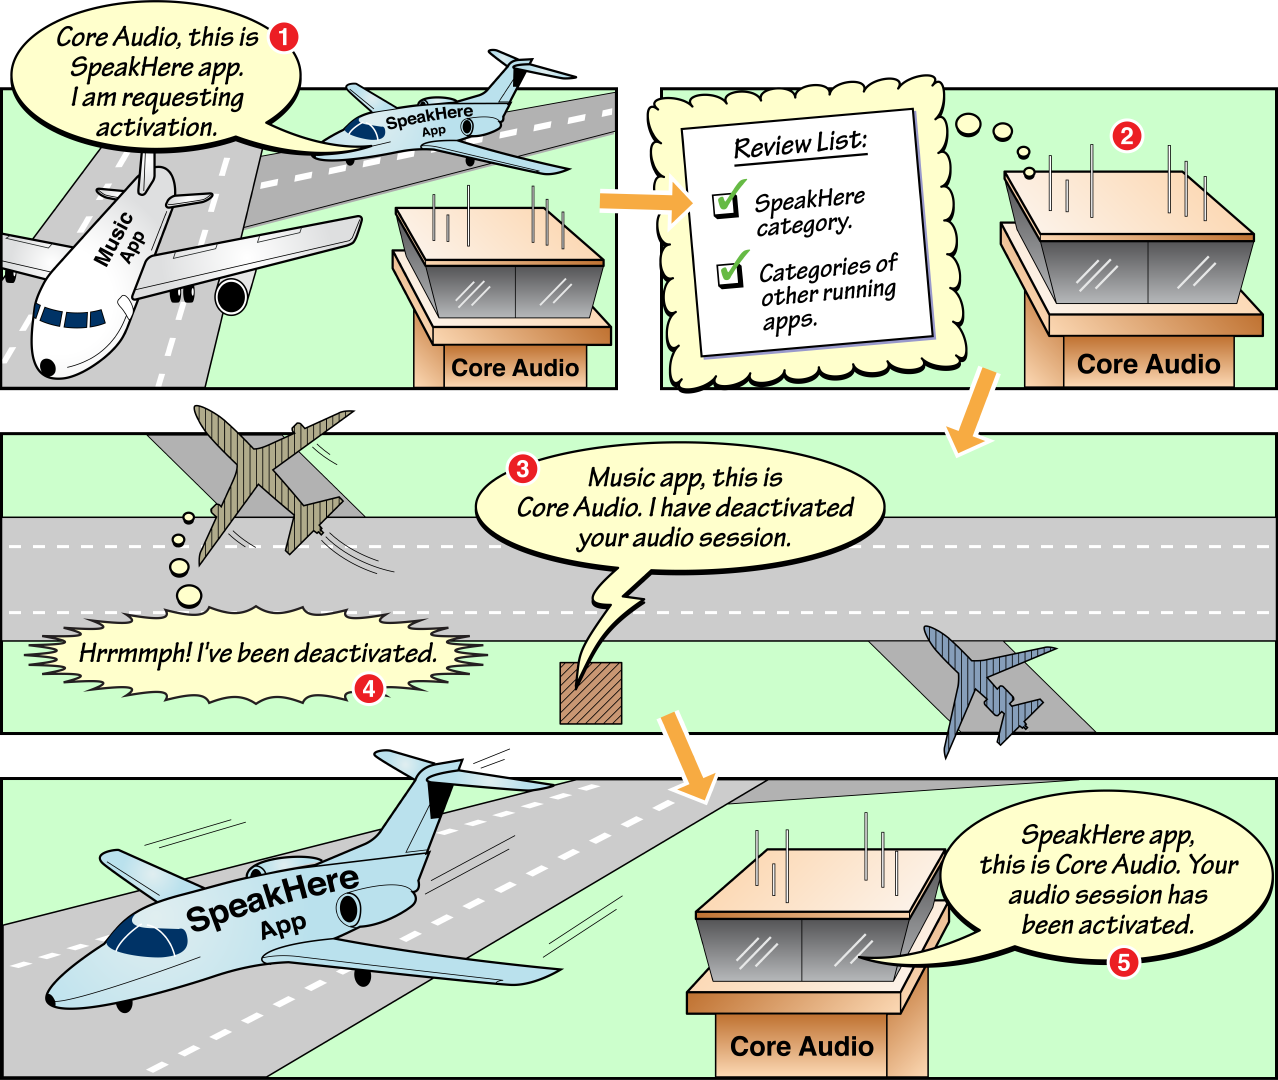 Core Audio, this is
SpeakHere app.
I am requesting
activation.
1
SpeakHere
App
Music
App
Core Audio
Review List:
SpeakHere
category.
Categories of
other running
apps.
2
Core Audio
3
Music app, this is
Core Audio. I have deactivated
your audio session.
Hrrmmph! I've been deactivated.
4
SpeakHere
App
SpeakHere app,
this is Core Audio. Your
audio session has
been activated.
5
Core Audio